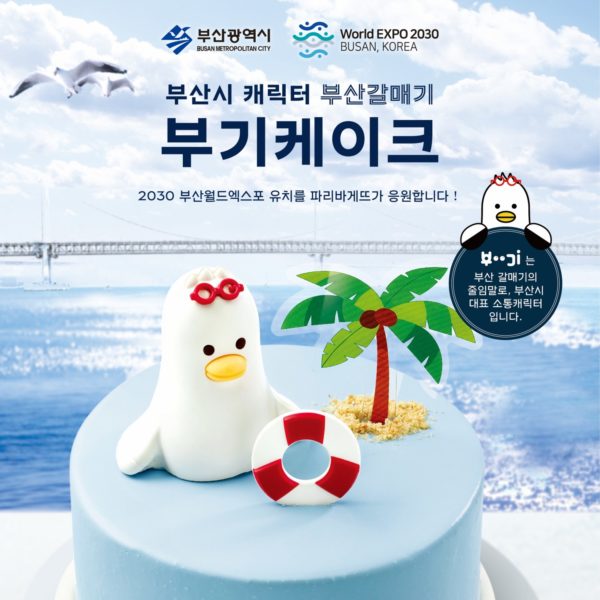 부산광역시
BUSAN METROPOLITAN CITY
World EXPO 2030
BUSAN, KOREA
부산시 캐릭터 부산갈매기
부기케이크
2030 부산월드엑스포 유치를 파리바게뜨가 응원합니다 !
부기 는
부산 갈매기의
줄임말로, 부산시
대표 소통캐릭터
입니다.